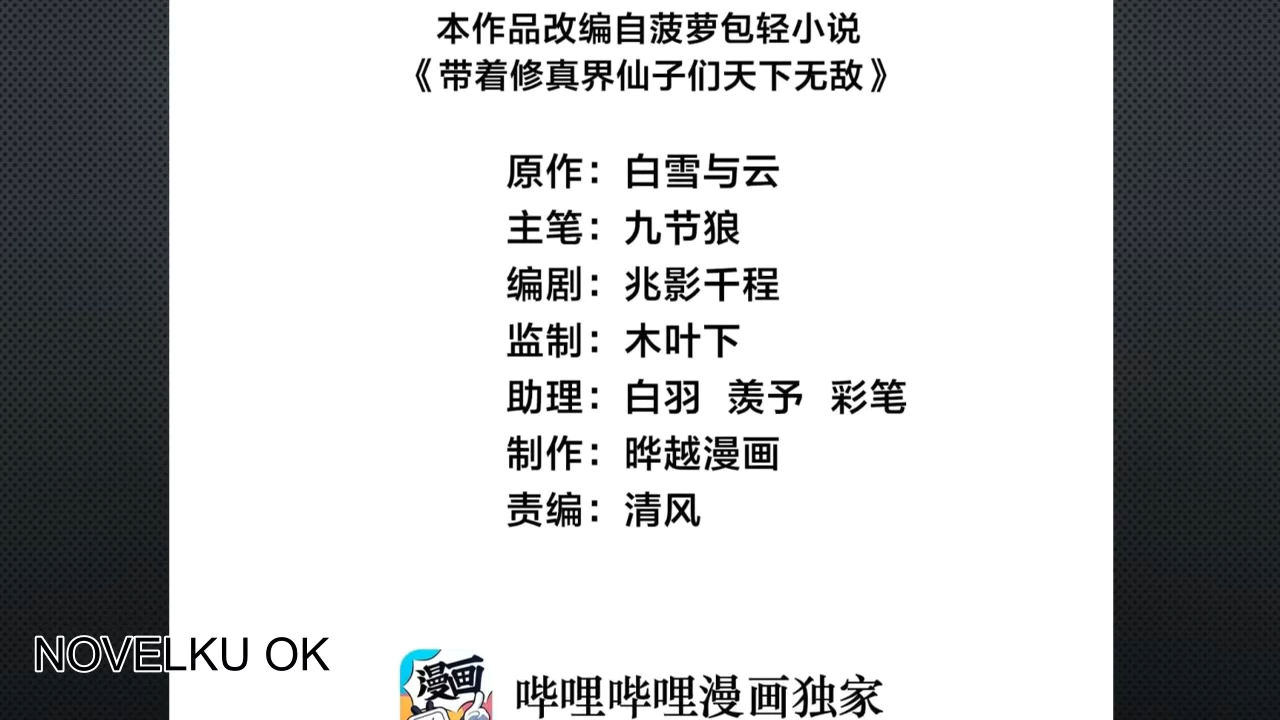 本作品改编自菠萝包轻小说
《带着修真界仙子们天下无敌》
原作：白雪与云
主笔：九节狼
编剧：兆影千程
监制：木叶下
助理：白羽 羡予 彩笔
制作：晔越漫画
责编：清风
NOVELKU OK
漫画
哔哩哔哩漫画独家